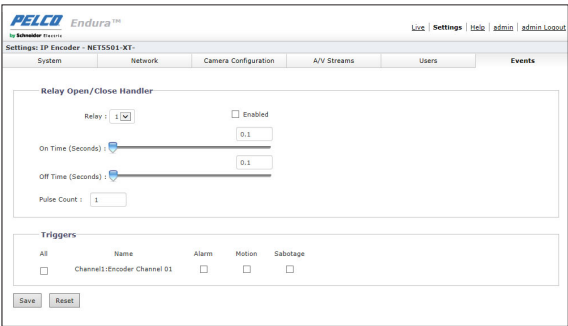 PELCO Endura™
by Schneider Electric
Live | Settings | Help | admin | admin Logout
Settings: IP Encoder - NET5501-XT-
System Network Camera Configuration A/V Streams Users Events
Relay Open/Close Handler
Relay : 1 Enabled
0.1
On Time (Seconds) :
0.1
Off Time (Seconds) :
Pulse Count : 1
Triggers
All Name Alarm Motion Sabotage
Channel1:Encoder Channel 01
Save Reset